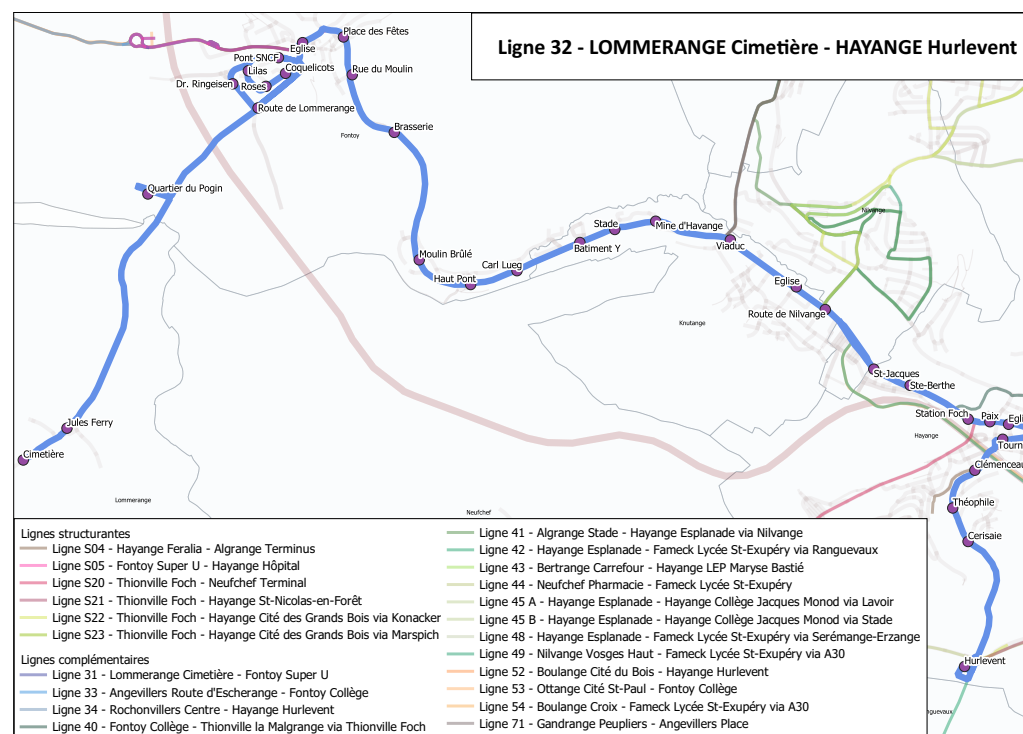 Ligne 32 - LOMMERANGE Cimetière - HAYANGE Hurlevent
Place des Fêtes
Eglise
Pont SNCF
Coquelicots
Lilas
Rue du Moulin
Dr. Ringeisen
Roses
Route de Lommerange
Brasserie
Fontoy
Quartier du Pogin
Nilvange
Stade
Mine d'Havange
Batiment Y
Viaduc
Moulin Brûlé
Carl Lueg
Haut Pont
Eglise
Route de Nilvange
Knutange
St-Jacques
Ste-Berthe
Station Foch
Paix
Egli
Jules Ferry
Hayange
Tourn
Cimetière
Clémenceau
Lommerange
Théophile
Neufchef
Cerisaie
Hurlevent
nguevaux
Lignes structurantes
Ligne S04 - Hayange Feralia - Algrange Terminus
Ligne S05 - Fontoy Super U - Hayange Hôpital
Ligne S20 - Thionville Foch - Neufchef Terminal
Ligne S21 - Thionville Foch - Hayange St-Nicolas-en-Forêt
Ligne S22 - Thionville Foch - Hayange Cité des Grands Bois via Konacker
Ligne S23 - Thionville Foch - Hayange Cité des Grands Bois via Marspich
Lignes complémentaires
Ligne 31 - Lommerange Cimetière - Fontoy Super U
Ligne 33 - Angevillers Route d'Escherange - Fontoy Collège
Ligne 34 - Rochonvillers Centre - Hayange Hurlevent
Ligne 40 - Fontoy Collège - Thionville la Malgrange via Thionville Foch
Ligne 41 - Algrange Stade - Hayange Esplanade via Nilvange
Ligne 42 - Hayange Esplanade - Fameck Lycée St-Exupéry via Ranguevaux
Ligne 43 - Bertrange Carrefour - Hayange LEP Maryse Bastié
Ligne 44 - Neufchef Pharmacie - Fameck Lycée St-Exupéry
Ligne 45 A - Hayange Esplanade - Hayange Collège Jacques Monod via Lavoir
Ligne 45 B - Hayange Esplanade - Hayange Collège Jacques Monod via Stade
Ligne 48 - Hayange Esplanade - Fameck Lycée St-Exupéry via Serémange-Erzange
Ligne 49 - Nilvange Vosges Haut - Fameck Lycée St-Exupéry via A30
Ligne 52 - Boulange Cité du Bois - Hayange Hurlevent
Ligne 53 - Ottange Cité St-Paul - Fontoy Collège
Ligne 54 - Boulange Croix - Fameck Lycée St-Exupéry via A30
Ligne 71 - Gandrange Peupliers - Angevillers Place